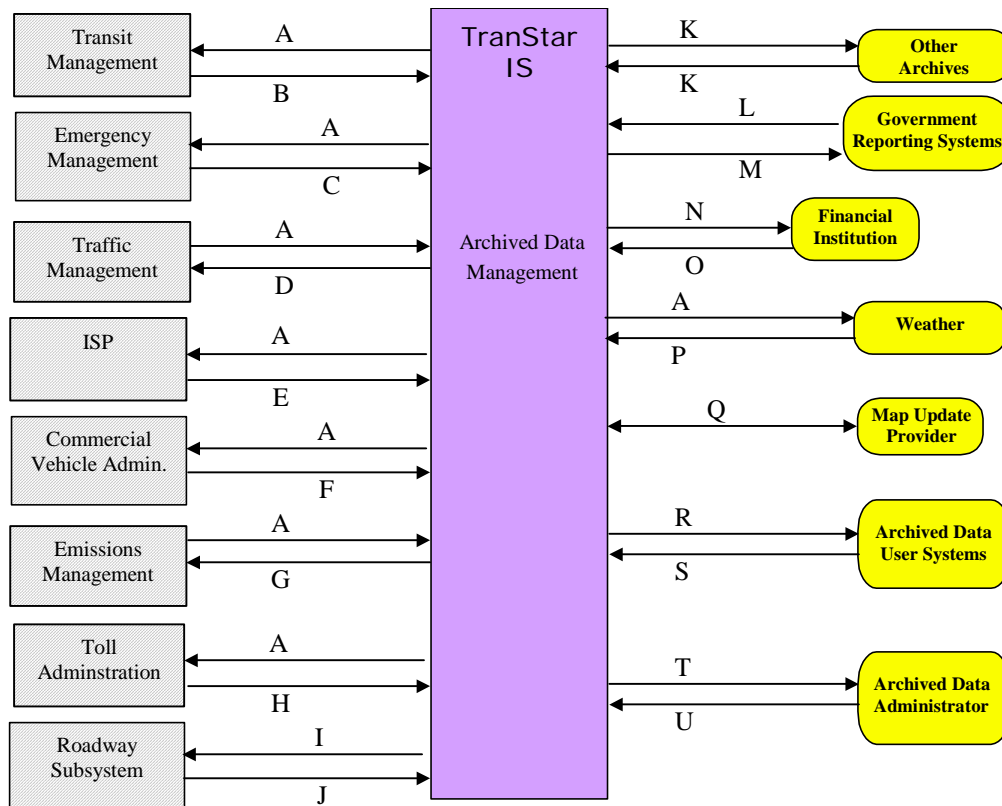 Transit
Management
A
B
Emergency
Management
A
C
Traffic
Management
A
D
ISP
A
E
Commercial
Vehicle Admin.
A
F
Emissions
Management
A
G
Toll
Adminstration
A
H
Roadway
Subsystem
I
J
TranStar
IS
Archived Data
Management
K
K
Other
Archives
L
M
Government
Reporting Systems
N
O
Financial
Institution
A
P
Weather
Q
Map Update
Provider
R
S
Archived Data
User Systems
T
U
Archived Data
Administrator